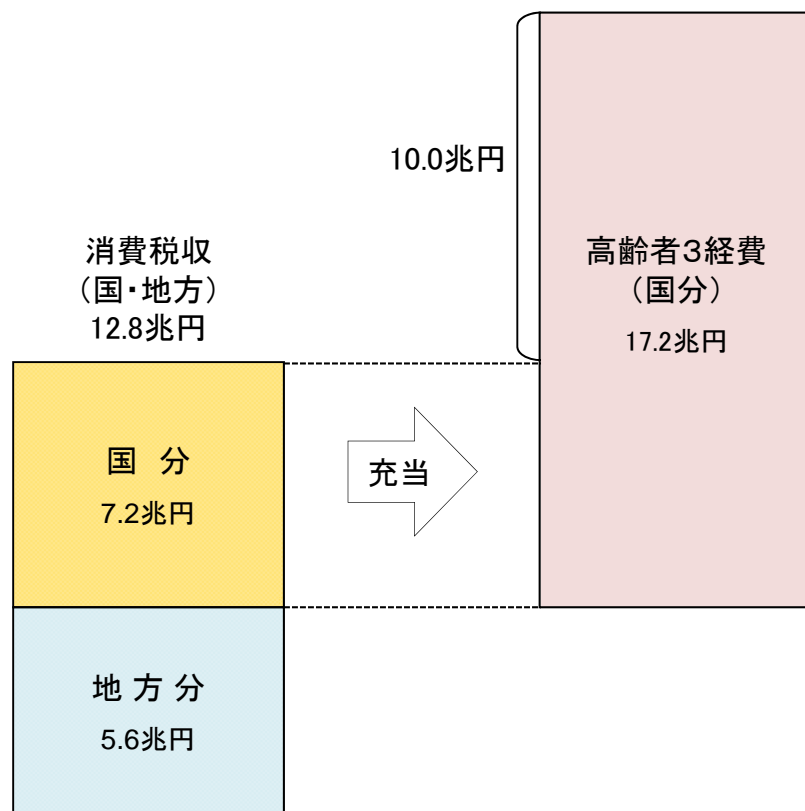 10.0兆円
消費税収
（国・地方）
12.8兆円
高齢者３経費
（国分）
17.2兆円
国 分
7.2兆円
充当
地 方 分
5.6兆円